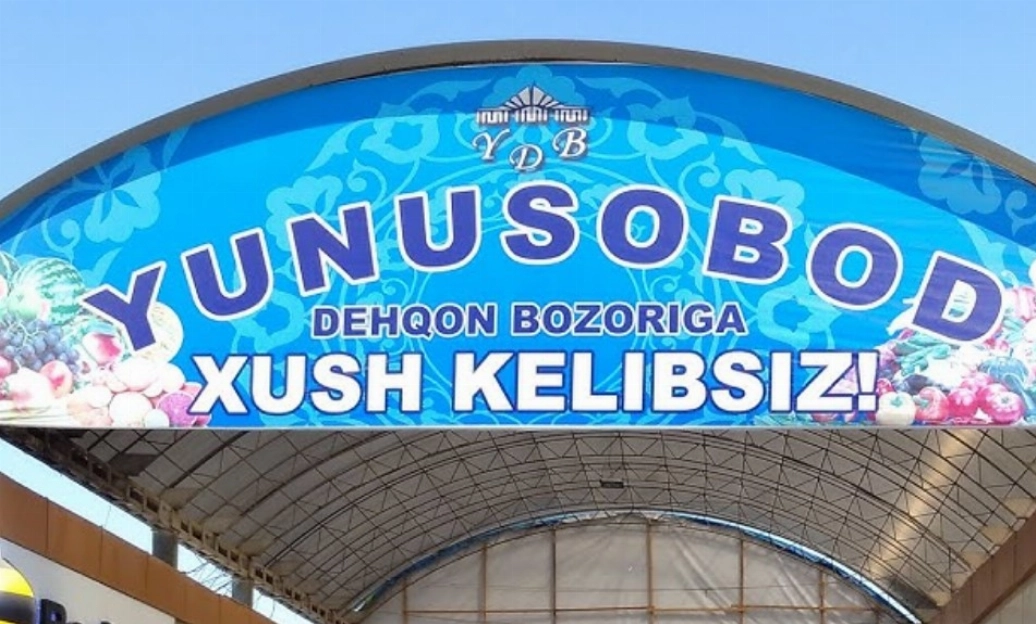 YDB
YUNUSOBOD
DEHQON BOZORIGA
XUSH KELIBSIZ!